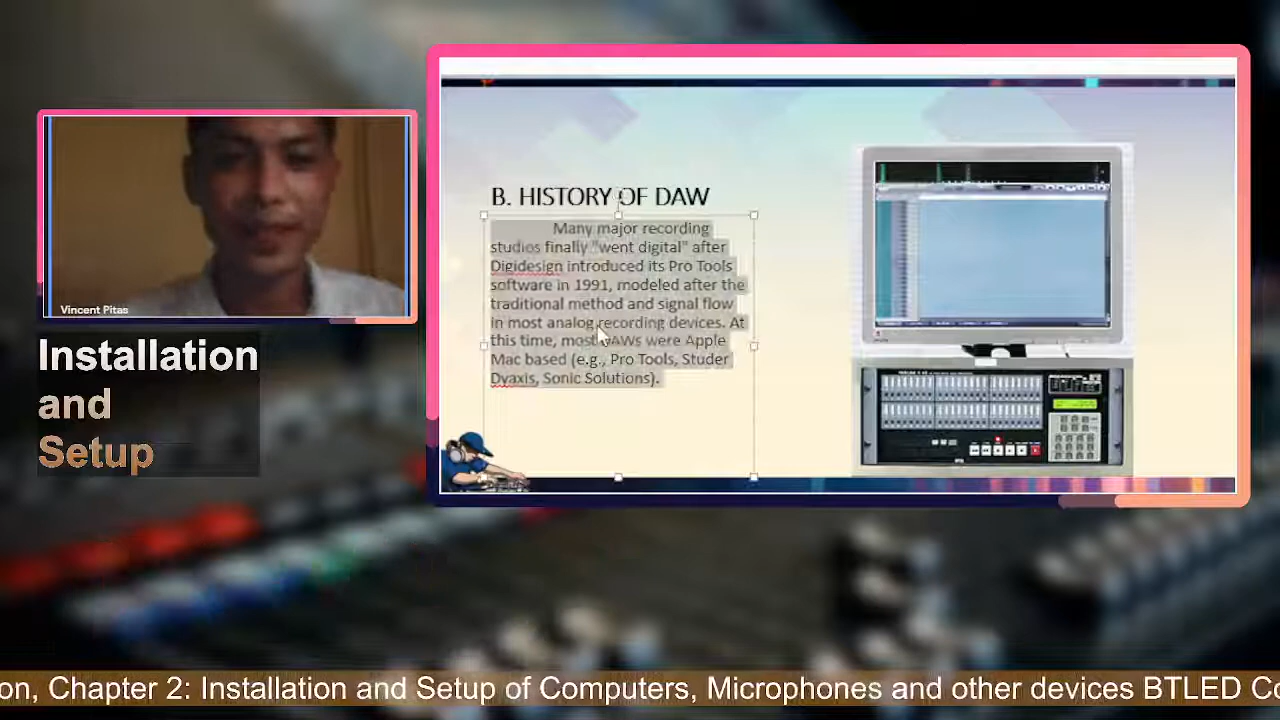 B. HISTORY OF DAW
Many major recording
studios finally "went digital" after
Digidesign introduced its Pro Tools
software in 1991, modeled after the
traditional method and signal flow
in most analog recording devices. At
this time, most DAWs were Apple
Mac based (e.g., Pro Tools, Studer
Dyaxis, Sonic Solutions).
Vincent Pitas
Installation
and
Setup
on, Chapter 2: Installation and Setup of Computers, Microphones and other devices BTLED Co